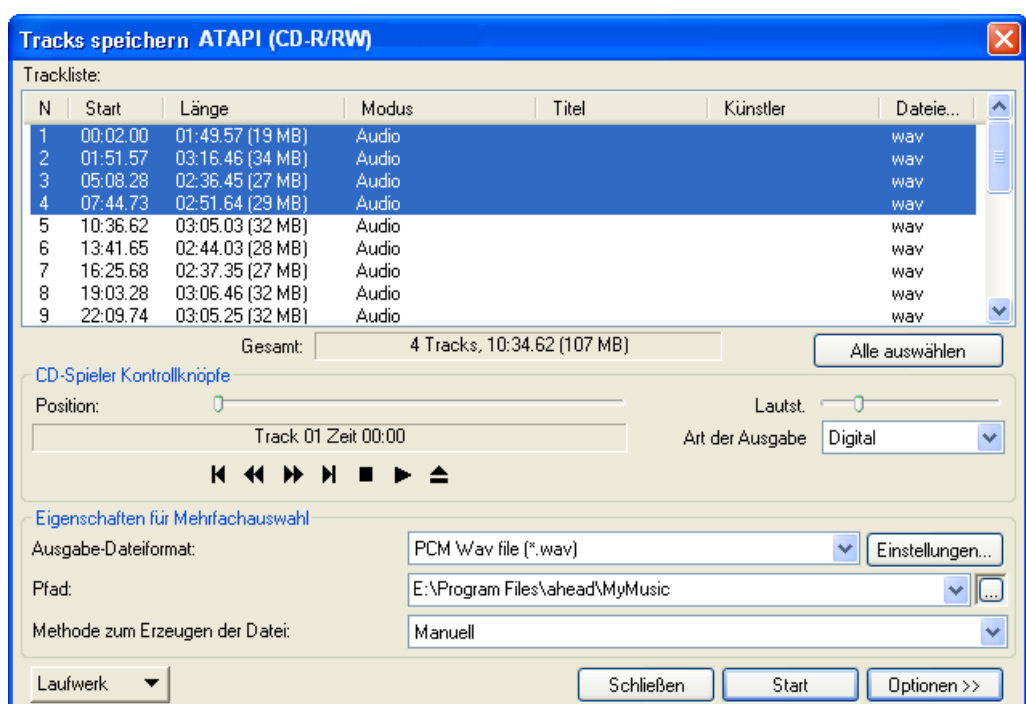 Tracks speichern ATAPI (CD-R/RW)
Trackliste:
N Start Länge Modus Titel Künstler Dateie...
1 00:02.00 01:49.57 (19 MB) Audio wav
2 01:51.57 03:16.46 (34 MB) Audio wav
3 05:08.28 02:36.45 (27 MB) Audio wav
4 07:44.73 02:51.64 (29 MB) Audio wav
5 10:36.62 03:05.03 (32 MB) Audio wav
6 13:41.65 02:44.03 (28 MB) Audio wav
7 16:25.68 02:37.35 (27 MB) Audio wav
8 19:03.28 03:06.46 (32 MB) Audio wav
9 22:09.74 03:05.25 (32 MB) Audio wav
Gesamt: 4 Tracks, 10:34.62 (107 MB) Alle auswählen
CD-Spieler Kontrollknöpfe
Position: Lautst.
Track 01 Zeit 00:00 Art der Ausgabe Digital
Eigenschaften für Mehrfachauswahl
Ausgabe-Dateiformat: PCM Wav file (*.wav) Einstellungen...
Pfad: E:\Program Files\ahead\MyMusic ...
Methode zum Erzeugen der Datei: Manuell
Laufwerk Schließen Start Optionen >>